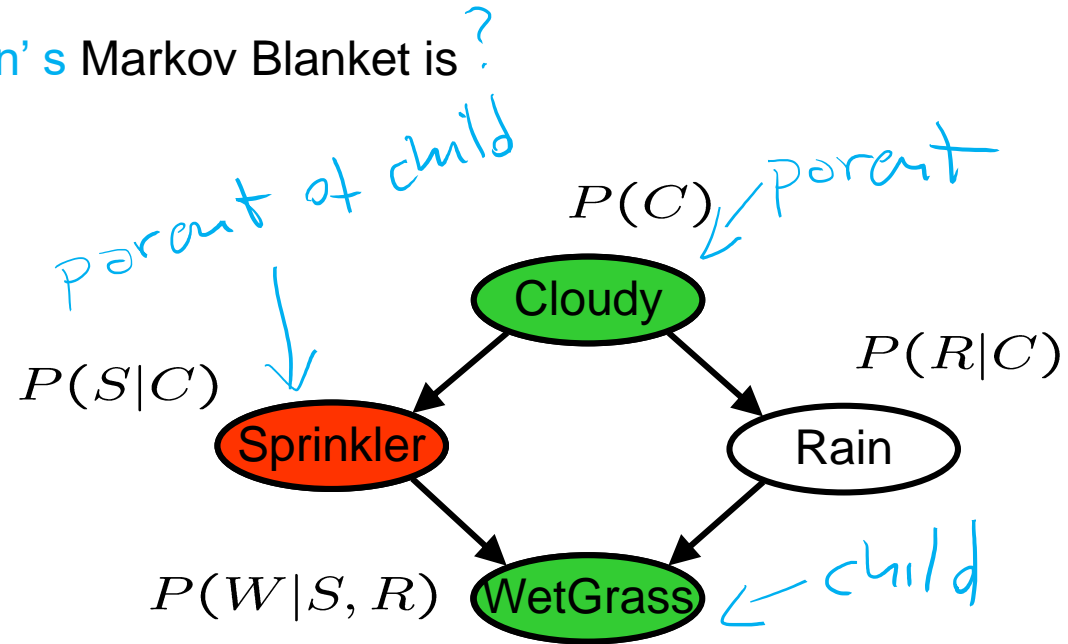 n's Markov Blanket is ?
parent of child
parent
P(C)
Cloudy
P(R|C)
P(S|C)
Sprinkler
Rain
P(W|S, R)
WetGrass
child